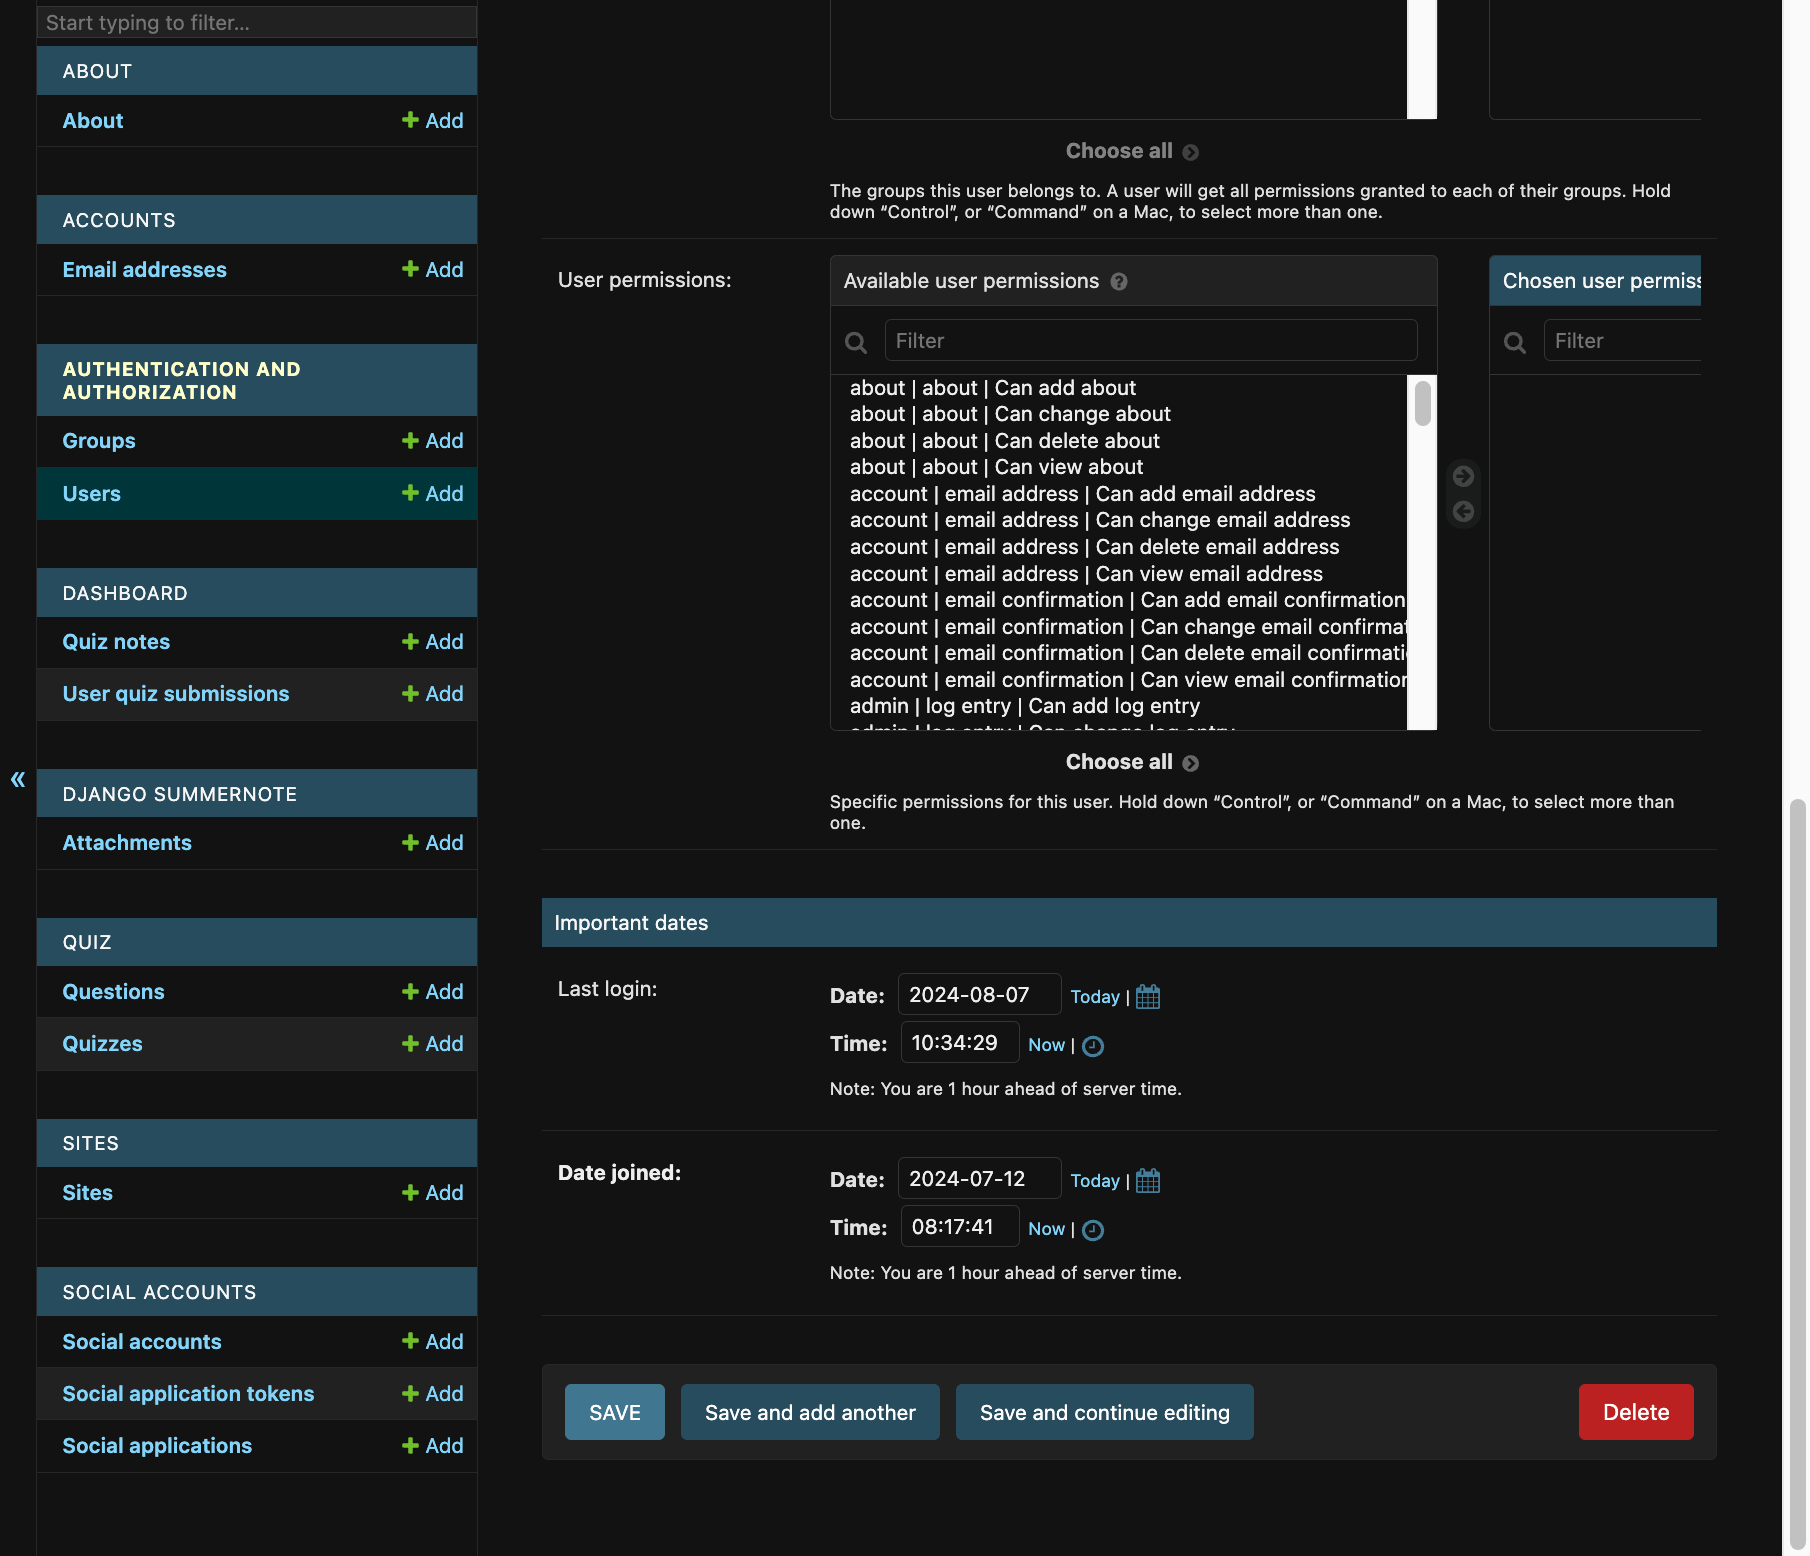 Start typing to filter...
ABOUT
About
Add
ACCOUNTS
Email addresses
Add
AUTHENTICATION AND
AUTHORIZATION
Groups
Add
Users
Add
DASHBOARD
Quiz notes
Add
User quiz submissions
Add
DJANGO SUMMERNOTE
Attachments
Add
QUIZ
Questions
Add
Quizzes
Add
SITES
Sites
Add
SOCIAL ACCOUNTS
Social accounts
Add
Social application tokens
Add
Social applications
Add
«
Choose all
The groups this user belongs to. A user will get all permissions granted to each of their groups. Hold
down “Control”, or “Command” on a Mac, to select more than one.
User permissions:
Available user permissions ?
Filter
about | about | Can add about
about | about | Can change about
about | about | Can delete about
about | about | Can view about
account | email address | Can add email address
account | email address | Can change email address
account | email address | Can delete email address
account | email address | Can view email address
account | email confirmation | Can add email confirmation
account | email confirmation | Can change email confirmat
account | email confirmation | Can delete email confirmati
account | email confirmation | Can view email confirmation
admin | log entry | Can add log entry
admin | log entry | Can change log entry
Choose all
Chosen user permiss
Filter
Specific permissions for this user. Hold down “Control”, or “Command” on a Mac, to select more than
one.
Important dates
Last login:
Date: 2024-08-07 Today |
Time: 10:34:29 Now |
Note: You are 1 hour ahead of server time.
Date joined:
Date: 2024-07-12 Today |
Time: 08:17:41 Now |
Note: You are 1 hour ahead of server time.
SAVE
Save and add another
Save and continue editing
Delete